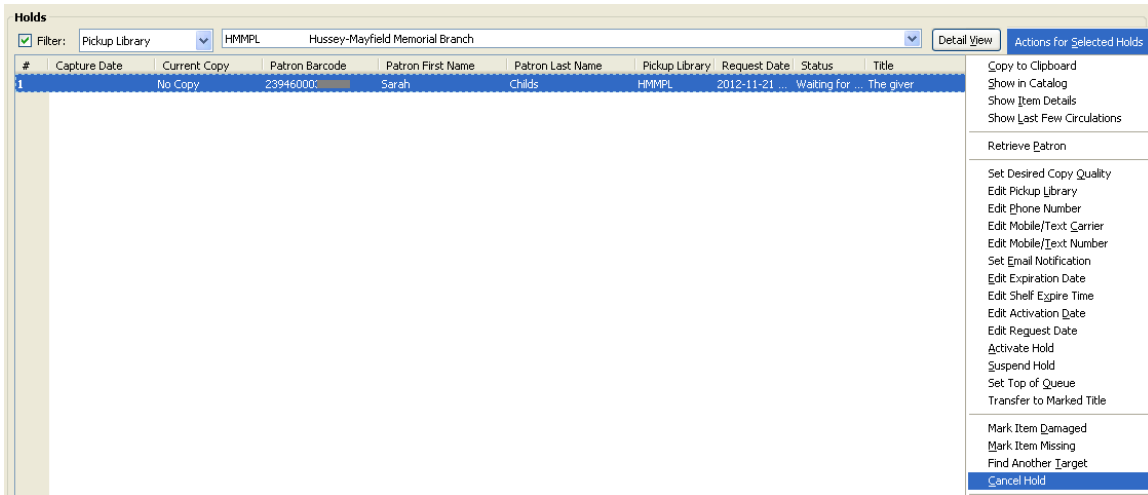 Holds
Filter: Pickup Library HMMPL Hussey-Mayfield Memorial Branch Detail View Actions for Selected Holds
# Capture Date Current Copy Patron Barcode Patron First Name Patron Last Name Pickup Library Request Date Status Title
1 No Copy 23946000 Sarah Childs HMMPL 2012-11-21 ... Waiting for ... The giver
Copy to Clipboard
Show in Catalog
Show Item Details
Show Last Few Circulations
Retrieve Patron
Set Desired Copy Quality
Edit Pickup Library
Edit Phone Number
Edit Mobile/Text Carrier
Edit Mobile/Text Number
Set Email Notification
Edit Expiration Date
Edit Shelf Expire Time
Edit Activation Date
Edit Request Date
Activate Hold
Suspend Hold
Set Top of Queue
Transfer to Marked Title
Mark Item Damaged
Mark Item Missing
Find Another Target
Cancel Hold